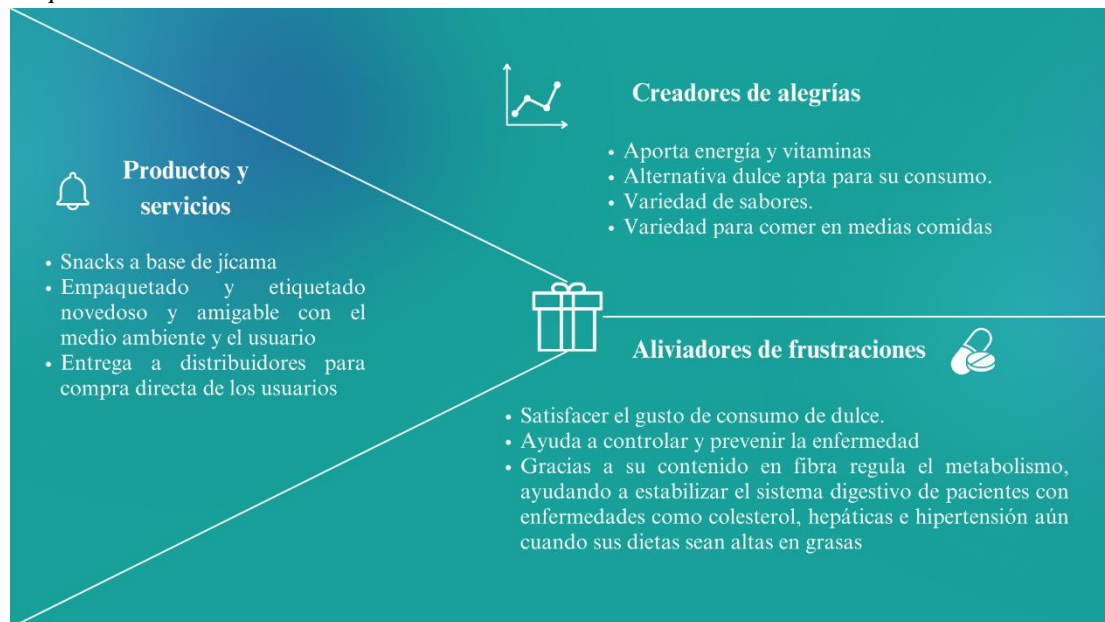 Productos y
servicios
• Snacks a base de jícama
• Empaquetado y etiquetado
novedoso y amigable con el
medio ambiente y el usuario
• Entrega a distribuidores para
compra directa de los usuarios
Creadores de alegrías
• Aporta energía y vitaminas
• Alternativa dulce apta para su consumo.
• Variedad de sabores.
• Variedad para comer en medias comidas
Aliviadores de frustraciones
• Satisfacer el gusto de consumo de dulce.
• Ayuda a controlar y prevenir la enfermedad
• Gracias a su contenido en fibra regula el metabolismo,
ayudando a estabilizar el sistema digestivo de pacientes con
enfermedades como colesterol, hepáticas e hipertensión aún
cuando sus dietas sean altas en grasas